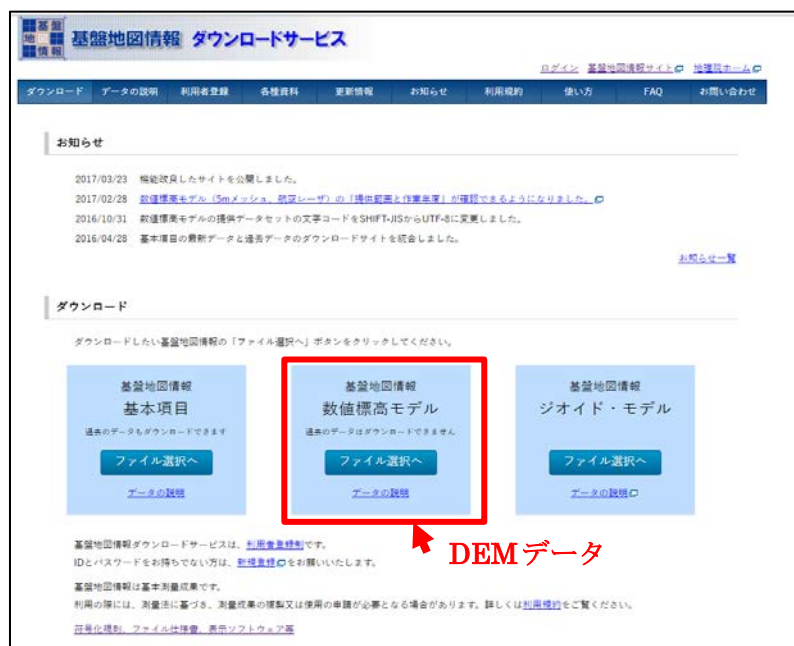 基盤地図情報
基盤地図情報 ダウンロードサービス
ログイン 基盤地図情報サイト 地理院ホーム
ダウンロード データの説明 利用者登録 各種資料 更新情報 お知らせ 利用規約 使い方 FAQ お問い合わせ
お知らせ
2017/03/23 機能改良したサイトを公開しました。
2017/02/28 数値標高モデル（5mメッシュ、航空レーザ）の「提供範囲と作業年度」が確認できるようになりました。
2016/10/31 数値標高モデルの提供データセットの文字コードをSHIFT-JISからUTF-8に変更しました。
2016/04/28 基本項目の最新データと過去データのダウンロードサイトを統合しました。
お知らせ一覧
ダウンロード
ダウンロードしたい基盤地図情報の「ファイル選択へ」ボタンをクリックしてください。
基盤地図情報
基本項目
過去のデータもダウンロードできます
ファイル選択へ
データの説明
基盤地図情報
数値標高モデル
過去のデータはダウンロードできません
ファイル選択へ
データの説明
基盤地図情報
ジオイド・モデル
ファイル選択へ
データの説明
DEMデータ
基盤地図情報ダウンロードサービスは、利用者登録制です。
IDとパスワードをお持ちでない方は、新規登録をお願いいたします。
基盤地図情報は基本測量成果です。
利用の際には、測量法に基づき、測量成果の複製又は使用の申請が必要となる場合があります。詳しくは利用規約をご覧ください。
符号化規則、ファイル仕様書、表示ソフトウェア等